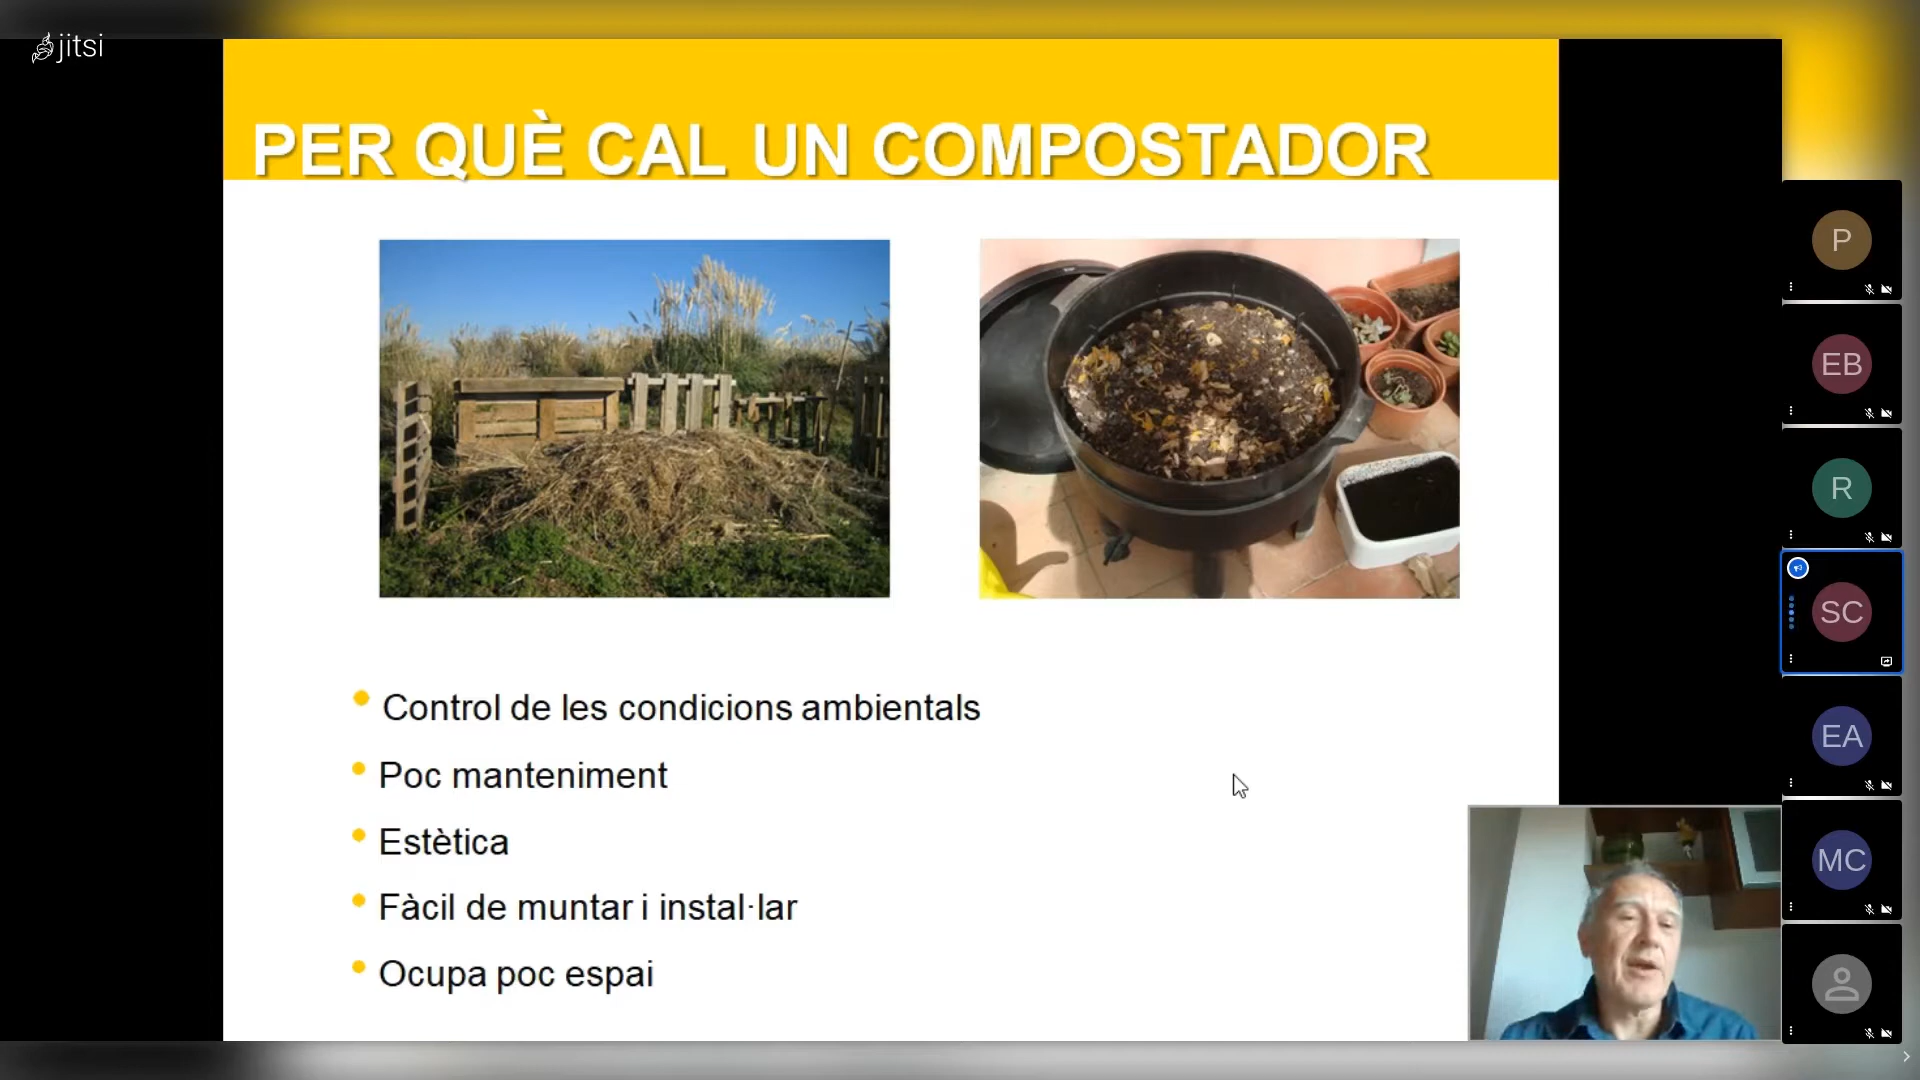 jitsi
PER QUÈ CAL UN COMPOSTADOR
Control de les condicions ambientals
Poc manteniment
Estètica
Fàcil de muntar i instal·lar
Ocupa poc espai
P
EB
R
SC
EA
MC